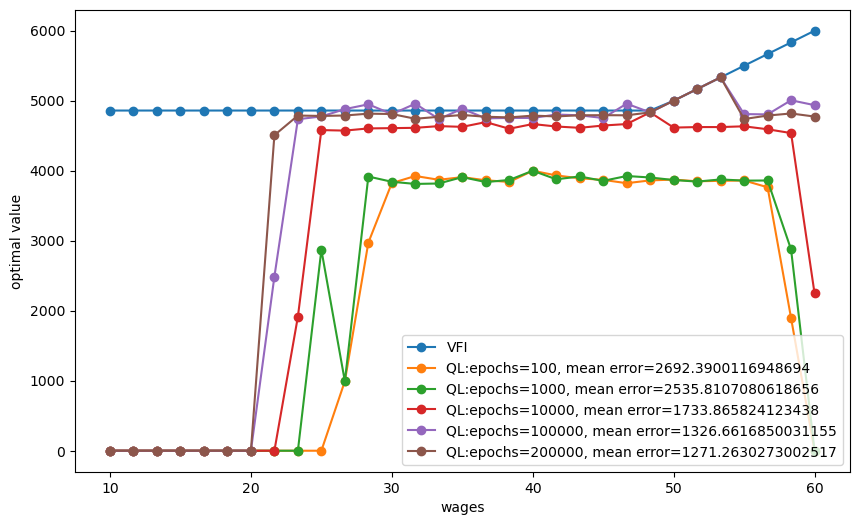 6000
5000
4000
3000
2000
1000
0
optimal value
10
20
30
40
50
60
wages
VFI
QL:epochs=100, mean error=2692.3900116948694
QL:epochs=1000, mean error=2535.8107080618656
QL:epochs=10000, mean error=1733.865824123438
QL:epochs=100000, mean error=1326.6616850031155
QL:epochs=200000, mean error=1271.2630273002517